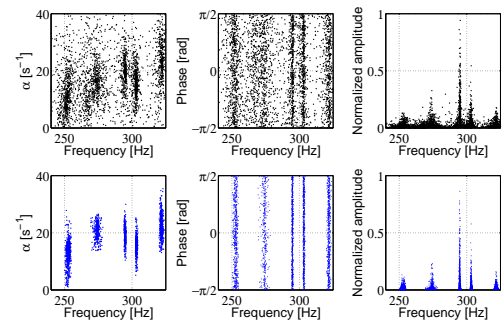 40
20
0
α [s⁻¹]
250
300
Frequency [Hz]
π/2
0
−π/2
Phase [rad]
250
300
Frequency [Hz]
1
0.5
0
Normalized amplitude
250
300
Frequency [Hz]
40
20
0
α [s⁻¹]
250
300
Frequency [Hz]
π/2
0
−π/2
Phase [rad]
250
300
Frequency [Hz]
1
0.5
0
Normalized amplitude
250
300
Frequency [Hz]